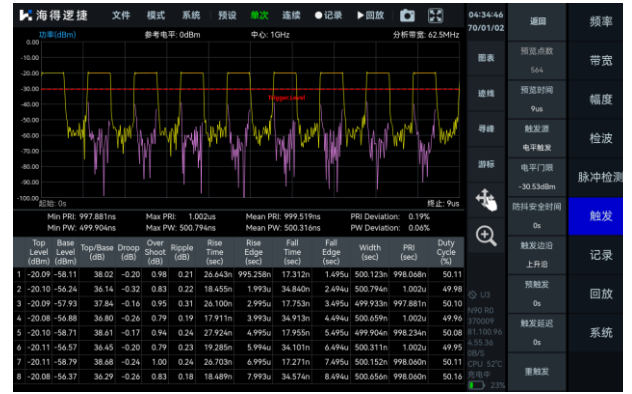 海得逻捷 文件 模式 系统 预设 单次 连续 ●记录 ▶回放
04:34:46
70/01/02
功率(dBm) 参考电平: 0dBm 中心: 1GHz 分析带宽: 62.5MHz
0.00
-10.00
-20.00
-30.00
-40.00
-50.00
-60.00
-70.00
-80.00
-90.00
-100.00
TriggerLevel
起始: 0s 终止: 9us
Min PRI: 997.881ns Max PRI: 1.002us Mean PRI: 999.519ns PRI Deviation: 0.19%
Min PW: 499.904ns Max PW: 500.794ns Mean PW: 500.316ns PW Deviation: 0.06%
Top Level (dBm) Base Level (dBm) Top/Base (dB) Droop (dB) Over Shoot (dB) Ripple (dB) Rise Time (sec) Rise Edge (sec) Fall Time (sec) Fall Edge (sec) Width (sec) PRI (sec) Duty Cycle (%)
1 -20.09 -58.11 38.02 -0.20 0.98 0.21 26.643n 995.258n 17.312n 1.495u 500.123n 998.068n 50.11
2 -20.10 -56.24 36.14 -0.32 0.83 0.22 18.455n 1.993u 34.840n 2.494u 500.794n 1.002u 49.98
3 -20.09 -57.93 37.84 -0.16 0.95 0.31 26.100n 2.995u 17.753n 3.495u 499.933n 997.881n 50.10
4 -20.08 -56.88 36.80 -0.26 0.79 0.19 17.911n 3.993u 34.913n 4.494u 500.659n 1.002u 49.96
5 -20.10 -58.71 38.61 -0.17 0.94 0.24 27.924n 4.995u 17.955n 5.495u 499.904n 998.234n 50.08
6 -20.11 -56.57 36.45 -0.20 0.79 0.23 19.285n 5.994u 34.101n 6.494u 500.311n 1.002u 49.95
7 -20.11 -58.79 38.68 -0.24 1.00 0.24 26.703n 6.995u 17.271n 7.495u 500.152n 998.060n 50.11
8 -20.08 -56.37 36.29 -0.26 0.83 0.18 18.489n 7.993u 34.574n 8.494u 500.656n 998.060n 50.16
图表
迹线
寻峰
游标
U3
N90 R0
370009
81.100.96
4.55.36
0B/S
CPU 52°C
充电中
23%
返回
预览点数
564
预览时间
9us
触发源
电平触发
电平门限
-30.53dBm
防抖安全时间
0s
触发边沿
上升沿
预触发
0s
触发延迟
0s
重触发
频率
带宽
幅度
检波
脉冲检测
触发
记录
回放
系统